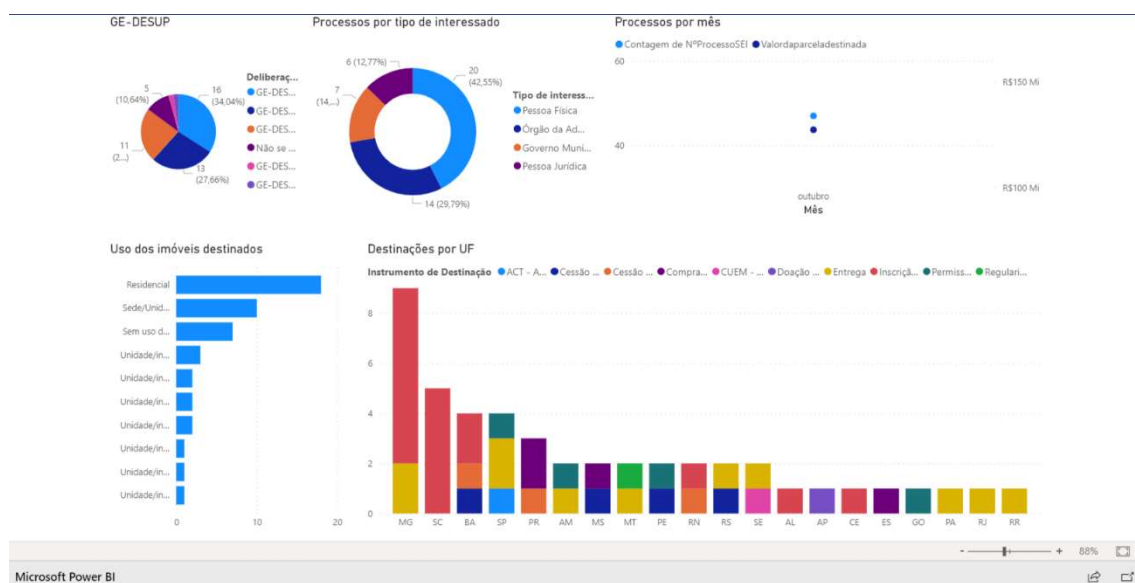 GE-DESUP
5
(10,64%)
16
(34,04%)
11
(2...)
13
(27,66%)
Deliberaç...
GE-DES...
GE-DES...
GE-DES...
Não se ...
GE-DES...
GE-DES...
Processos por tipo de interessado
6 (12,77%)
20
(42,55%)
7
(14,...)
14 (29,79%)
Tipo de interess...
Pessoa Física
Órgão da Ad...
Governo Muni...
Pessoa Jurídica
Processos por mês
Contagem de NºProcessoSEI Valordaparceladestinada
60
R$150 Mi
40
R$100 Mi
outubro
Mês
Uso dos imóveis destinados
Residencial
Sede/Unid...
Sem uso d...
Unidade/in...
Unidade/in...
Unidade/in...
Unidade/in...
Unidade/in...
Unidade/in...
Unidade/in...
0 10 20
Destinações por UF
Instrumento de Destinação ACT - A... Cessão ... Cessão ... Compra... CUEM - ... Doação ... Entrega Inscriçã... Permiss... Regulari...
8
6
4
2
0
MG SC BA SP PR AM MS MT PE RN RS SE AL AP CE ES GO PA RJ RR
- + 88%
Microsoft Power BI